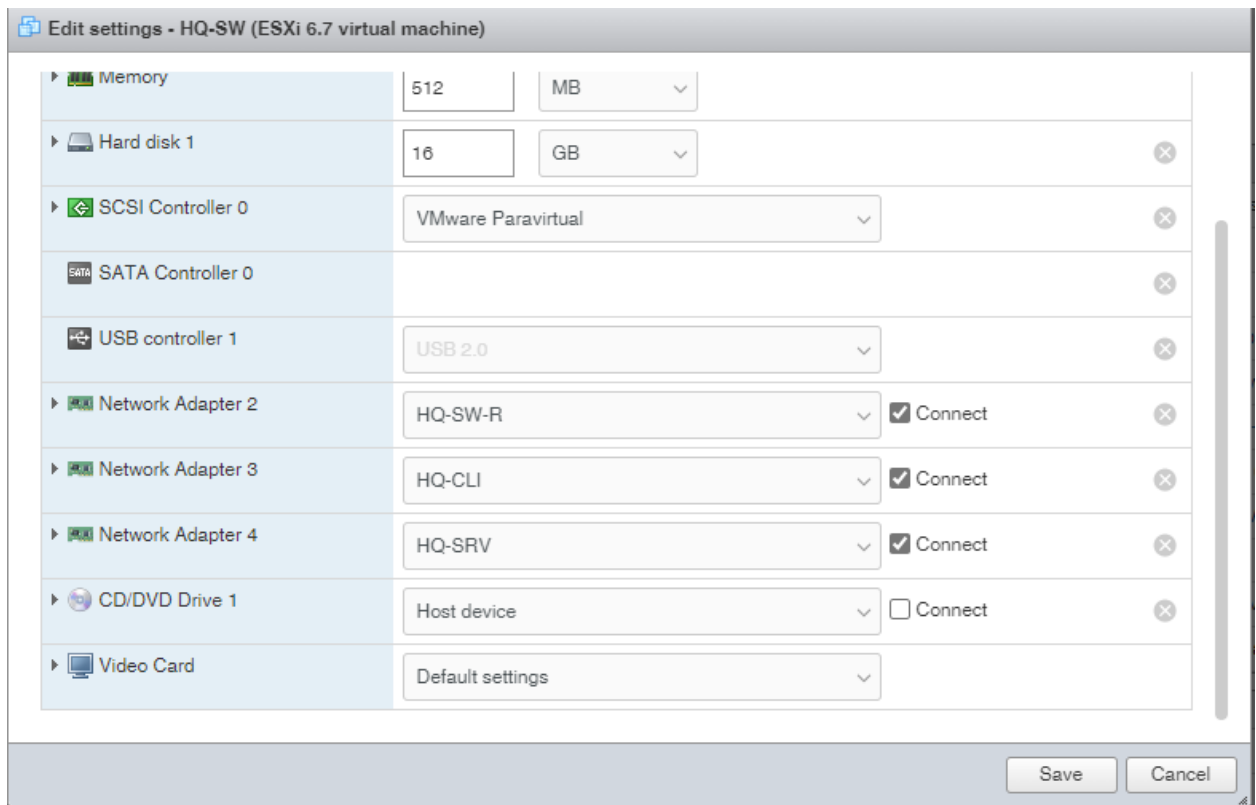 Edit settings - HQ-SW (ESXi 6.7 virtual machine)
Memory 512 MB
Hard disk 1 16 GB
SCSI Controller 0 VMware Paravirtual
SATA SATA Controller 0
USB controller 1 USB 2.0
Network Adapter 2 HQ-SW-R Connect
Network Adapter 3 HQ-CLI Connect
Network Adapter 4 HQ-SRV Connect
CD/DVD Drive 1 Host device Connect
Video Card Default settings
Save Cancel